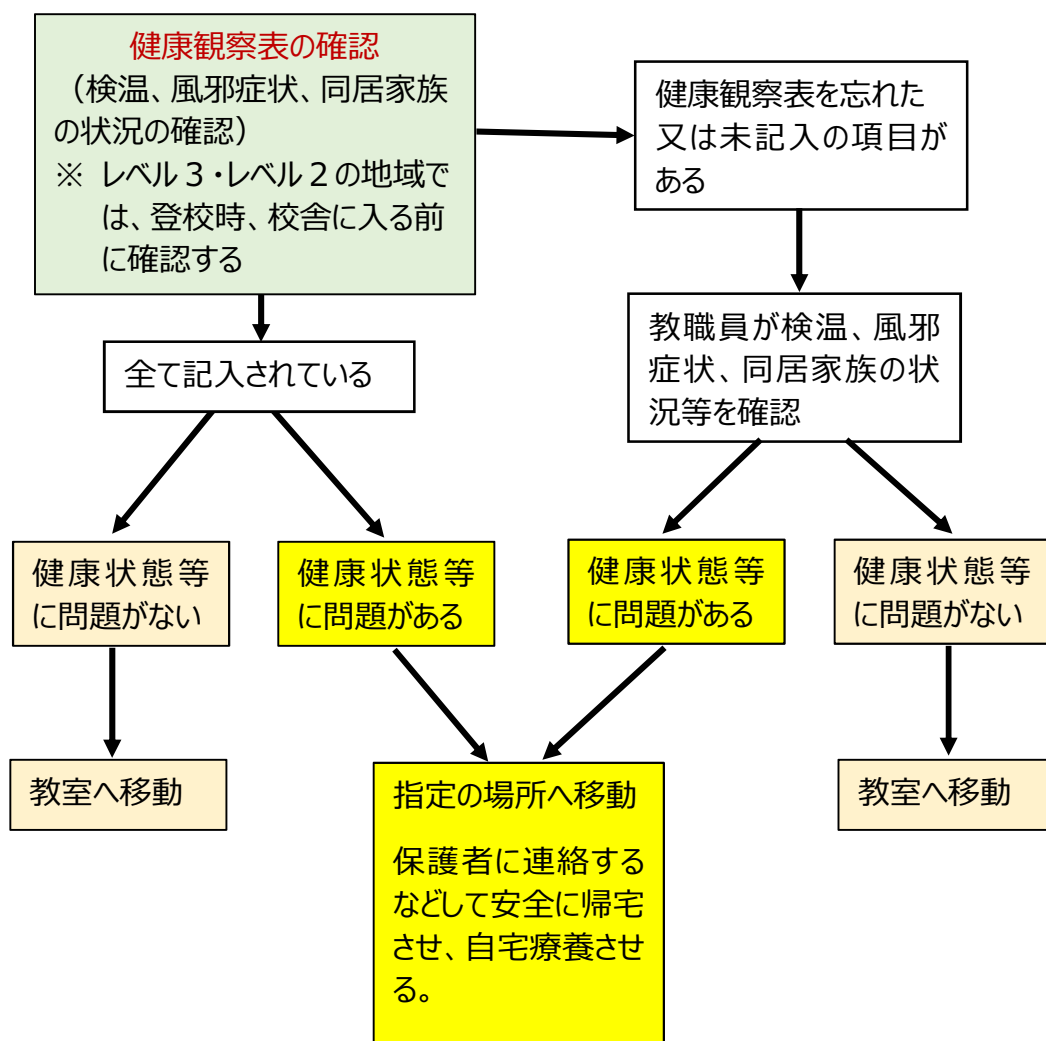 健康観察表の確認
（検温、風邪症状、同居家族
の状況の確認）
※ レベル３・レベル２の地域で
は、登校時、校舎に入る前
に確認する
健康観察表を忘れた
又は未記入の項目が
ある
全て記入されている
教職員が検温、風邪
症状、同居家族の状
況等を確認
健康状態等
に問題がない
健康状態等
に問題がある
健康状態等
に問題がある
健康状態等
に問題がない
教室へ移動
指定の場所へ移動
保護者に連絡する
などして安全に帰宅
させ、自宅療養させ
る。
教室へ移動